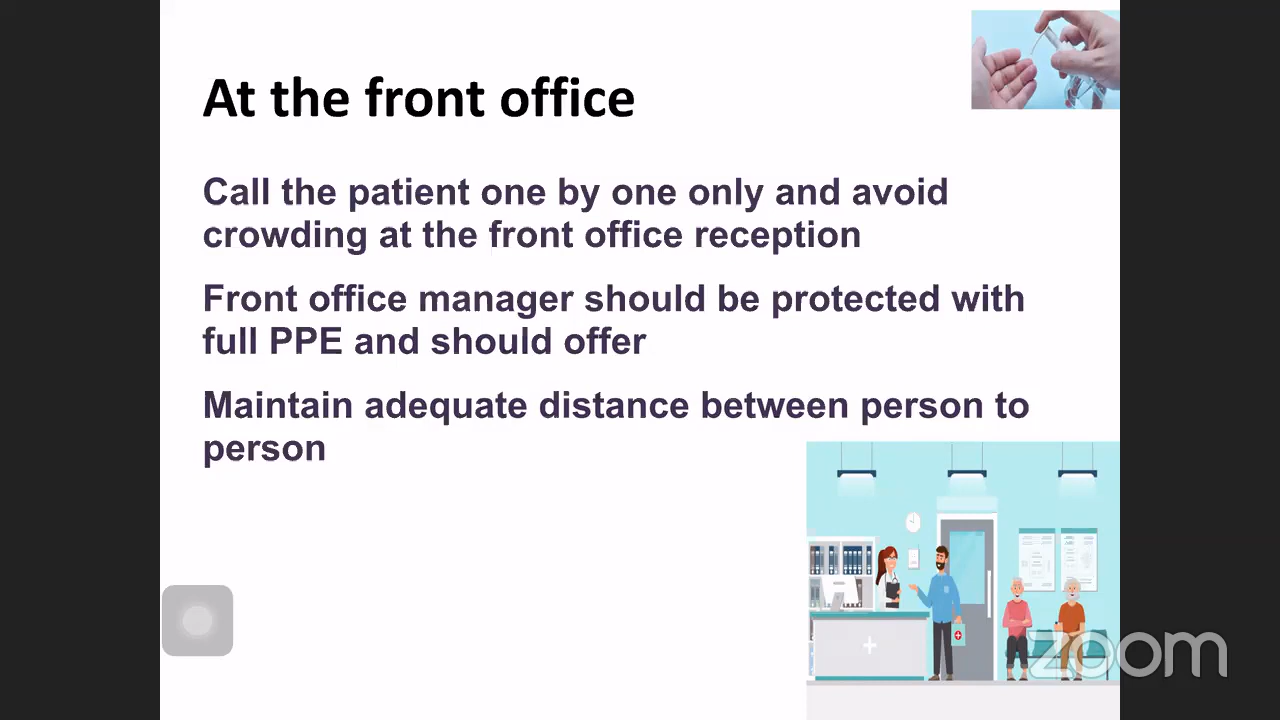 At the front office
Call the patient one by one only and avoid
crowding at the front office reception
Front office manager should be protected with
full PPE and should offer
Maintain adequate distance between person to
person
zoom